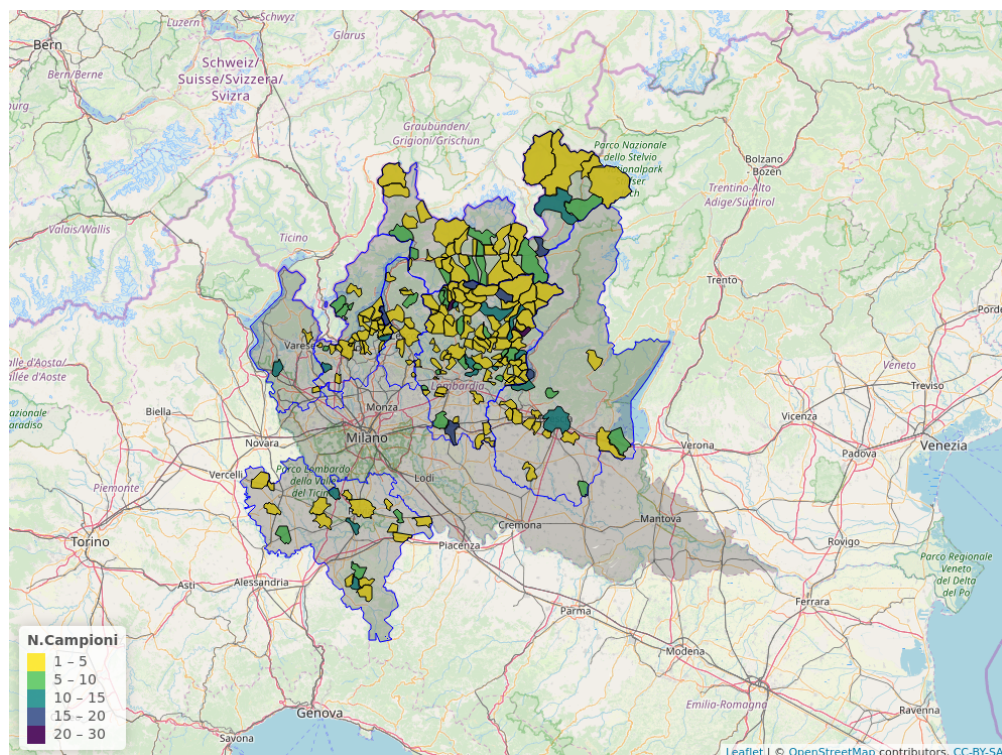 Luzern
Schwyz
Glarus
Bern
Schweiz/
Suisse/Svizzera/
Svizra
Bern/Berne
Graubünden/
Grigioni/Grischun
Parco Nazionale
dello Stelvio
Bolzano
Bozen
Trentino-Alto
Adige/Südtirol
Valais/Wallis
Ticino
Trento
Varese
Lombardia
Veneto
Treviso
Biella
Monza
Milano
Novara
Vicenza
Verona
Padova
Venezia
Vercelli
Parco Lombardo
della Valle
del Ticino
Piemonte
Lodi
Cremona
Mantova
Rovigo
Torino
Piacenza
Parco Regionale
Veneto
del Delta
del Po
Asti
Alessandria
Parma
Ferrara
Modena
Emilia-Romagna
Ravenna
Genova
Savona
N.Campioni
1 – 5
5 – 10
10 – 15
15 – 20
20 – 30
Leaflet | © OpenStreetMap contributors, CC-BY-SA